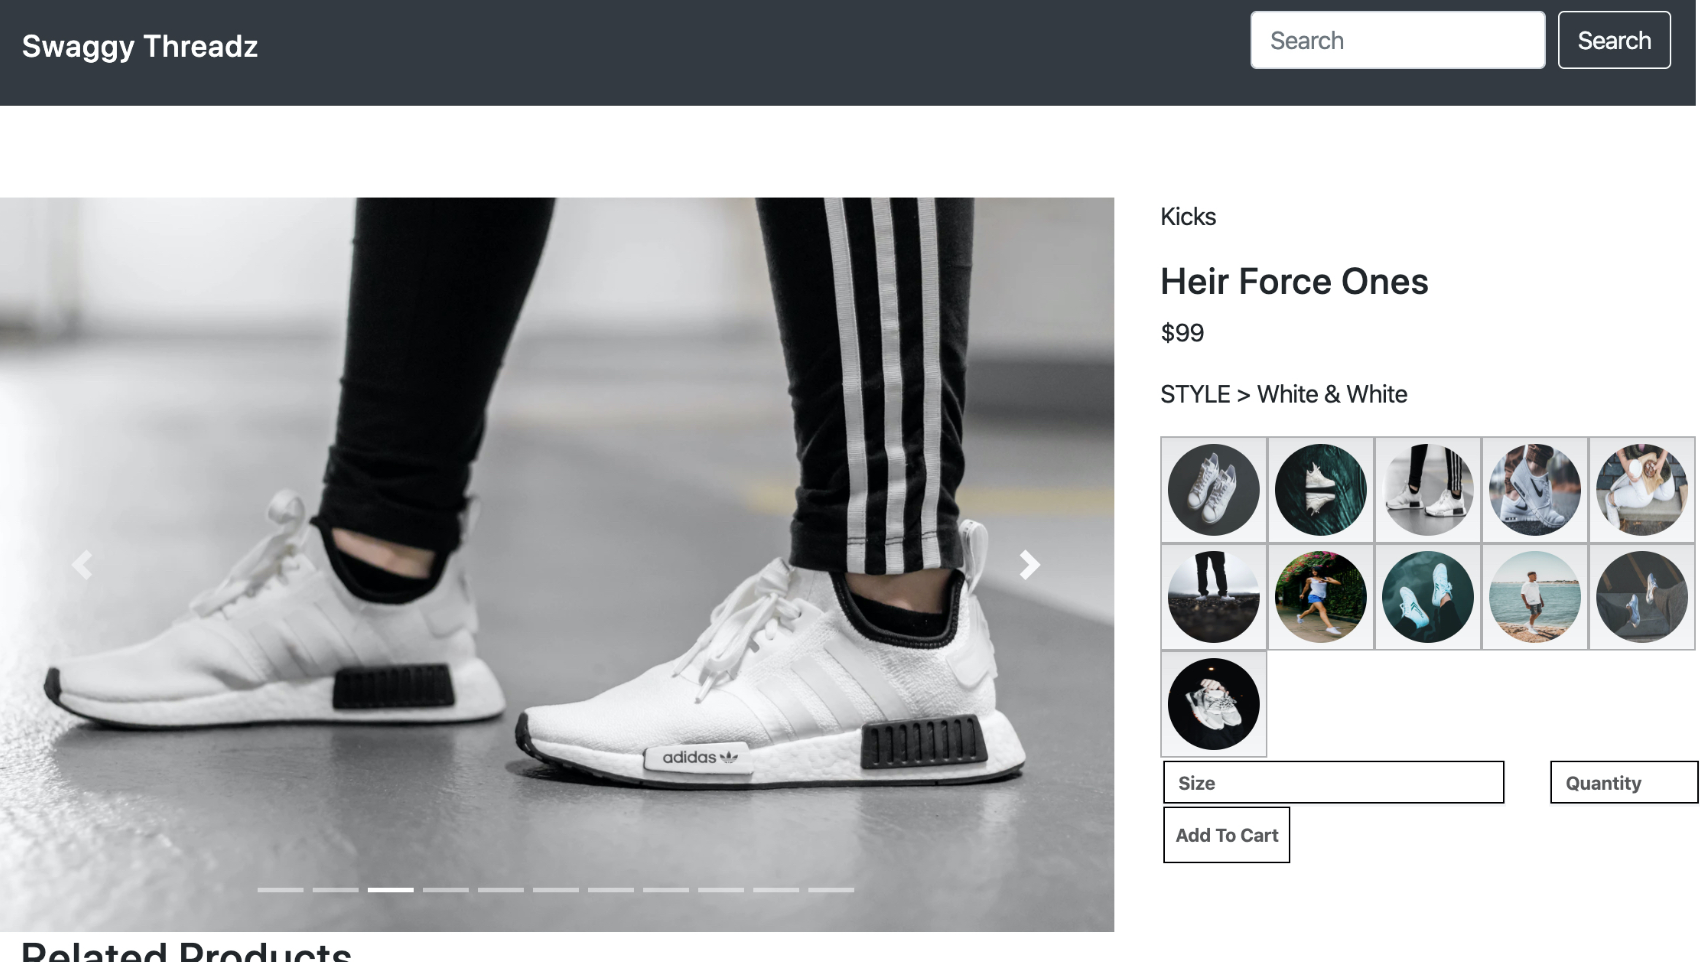 Swaggy Threadz
Search
Search
Kicks
Heir Force Ones
$99
STYLE > White & White
adidas
Size
Quantity
Add To Cart
Related Products